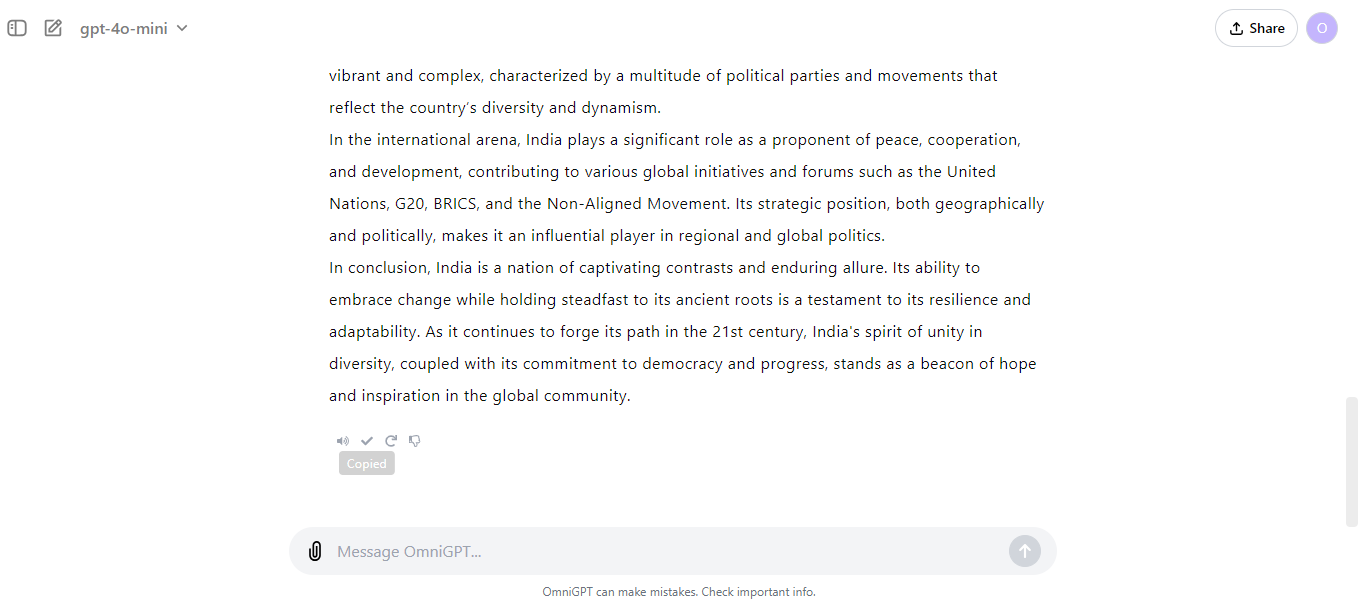 gpt-4o-mini
Share
O
vibrant and complex, characterized by a multitude of political parties and movements that
reflect the country's diversity and dynamism.
In the international arena, India plays a significant role as a proponent of peace, cooperation,
and development, contributing to various global initiatives and forums such as the United
Nations, G20, BRICS, and the Non-Aligned Movement. Its strategic position, both geographically
and politically, makes it an influential player in regional and global politics.
In conclusion, India is a nation of captivating contrasts and enduring allure. Its ability to
embrace change while holding steadfast to its ancient roots is a testament to its resilience and
adaptability. As it continues to forge its path in the 21st century, India's spirit of unity in
diversity, coupled with its commitment to democracy and progress, stands as a beacon of hope
and inspiration in the global community.
Copied
Message OmniGPT...
OmniGPT can make mistakes. Check important info.